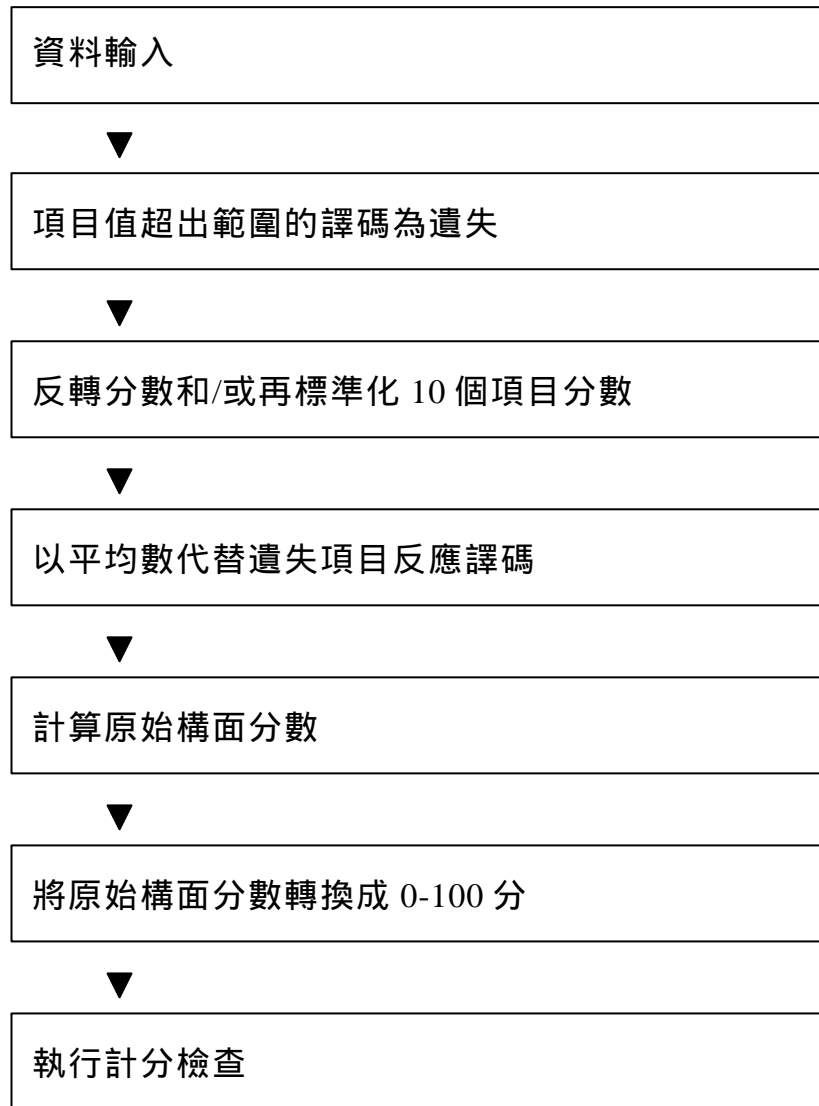 資料輸入
▼
項目值超出範圍的譯碼為遺失
▼
反轉分數和/或再標準化 10 個項目分數
▼
以平均數代替遺失項目反應譯碼
▼
計算原始構面分數
▼
將原始構面分數轉換成 0-100 分
▼
執行計分檢查